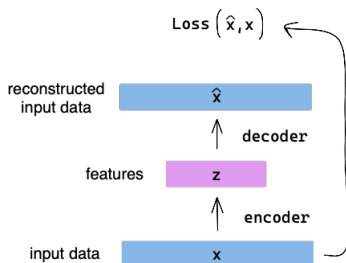 Loss(x̂,x)
reconstructed
input data
x̂
decoder
features
z
encoder
input data
x